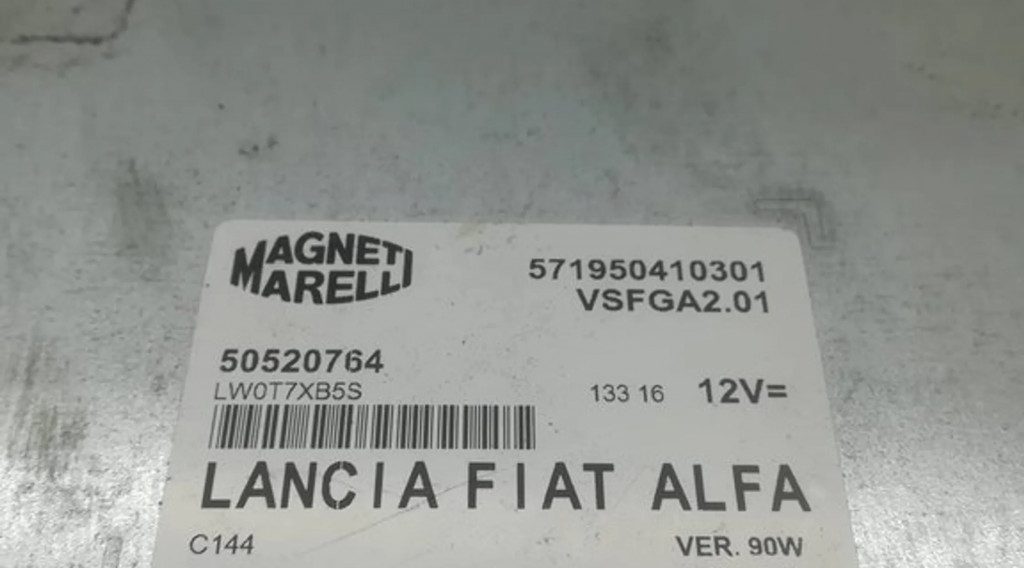 MAGNETI
MARELLI
571950410301
VSFGA2.01
50520764
LW0T7XB5S
133 16 12V=
LANCIA FIAT ALFA
C144 VER. 90W